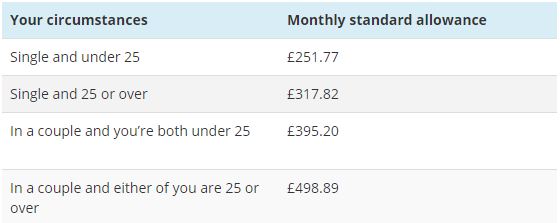 Your circumstances Monthly standard allowance
Single and under 25 £251.77
Single and 25 or over £317.82
In a couple and you’re both under 25 £395.20
In a couple and either of you are 25 or £498.89
over